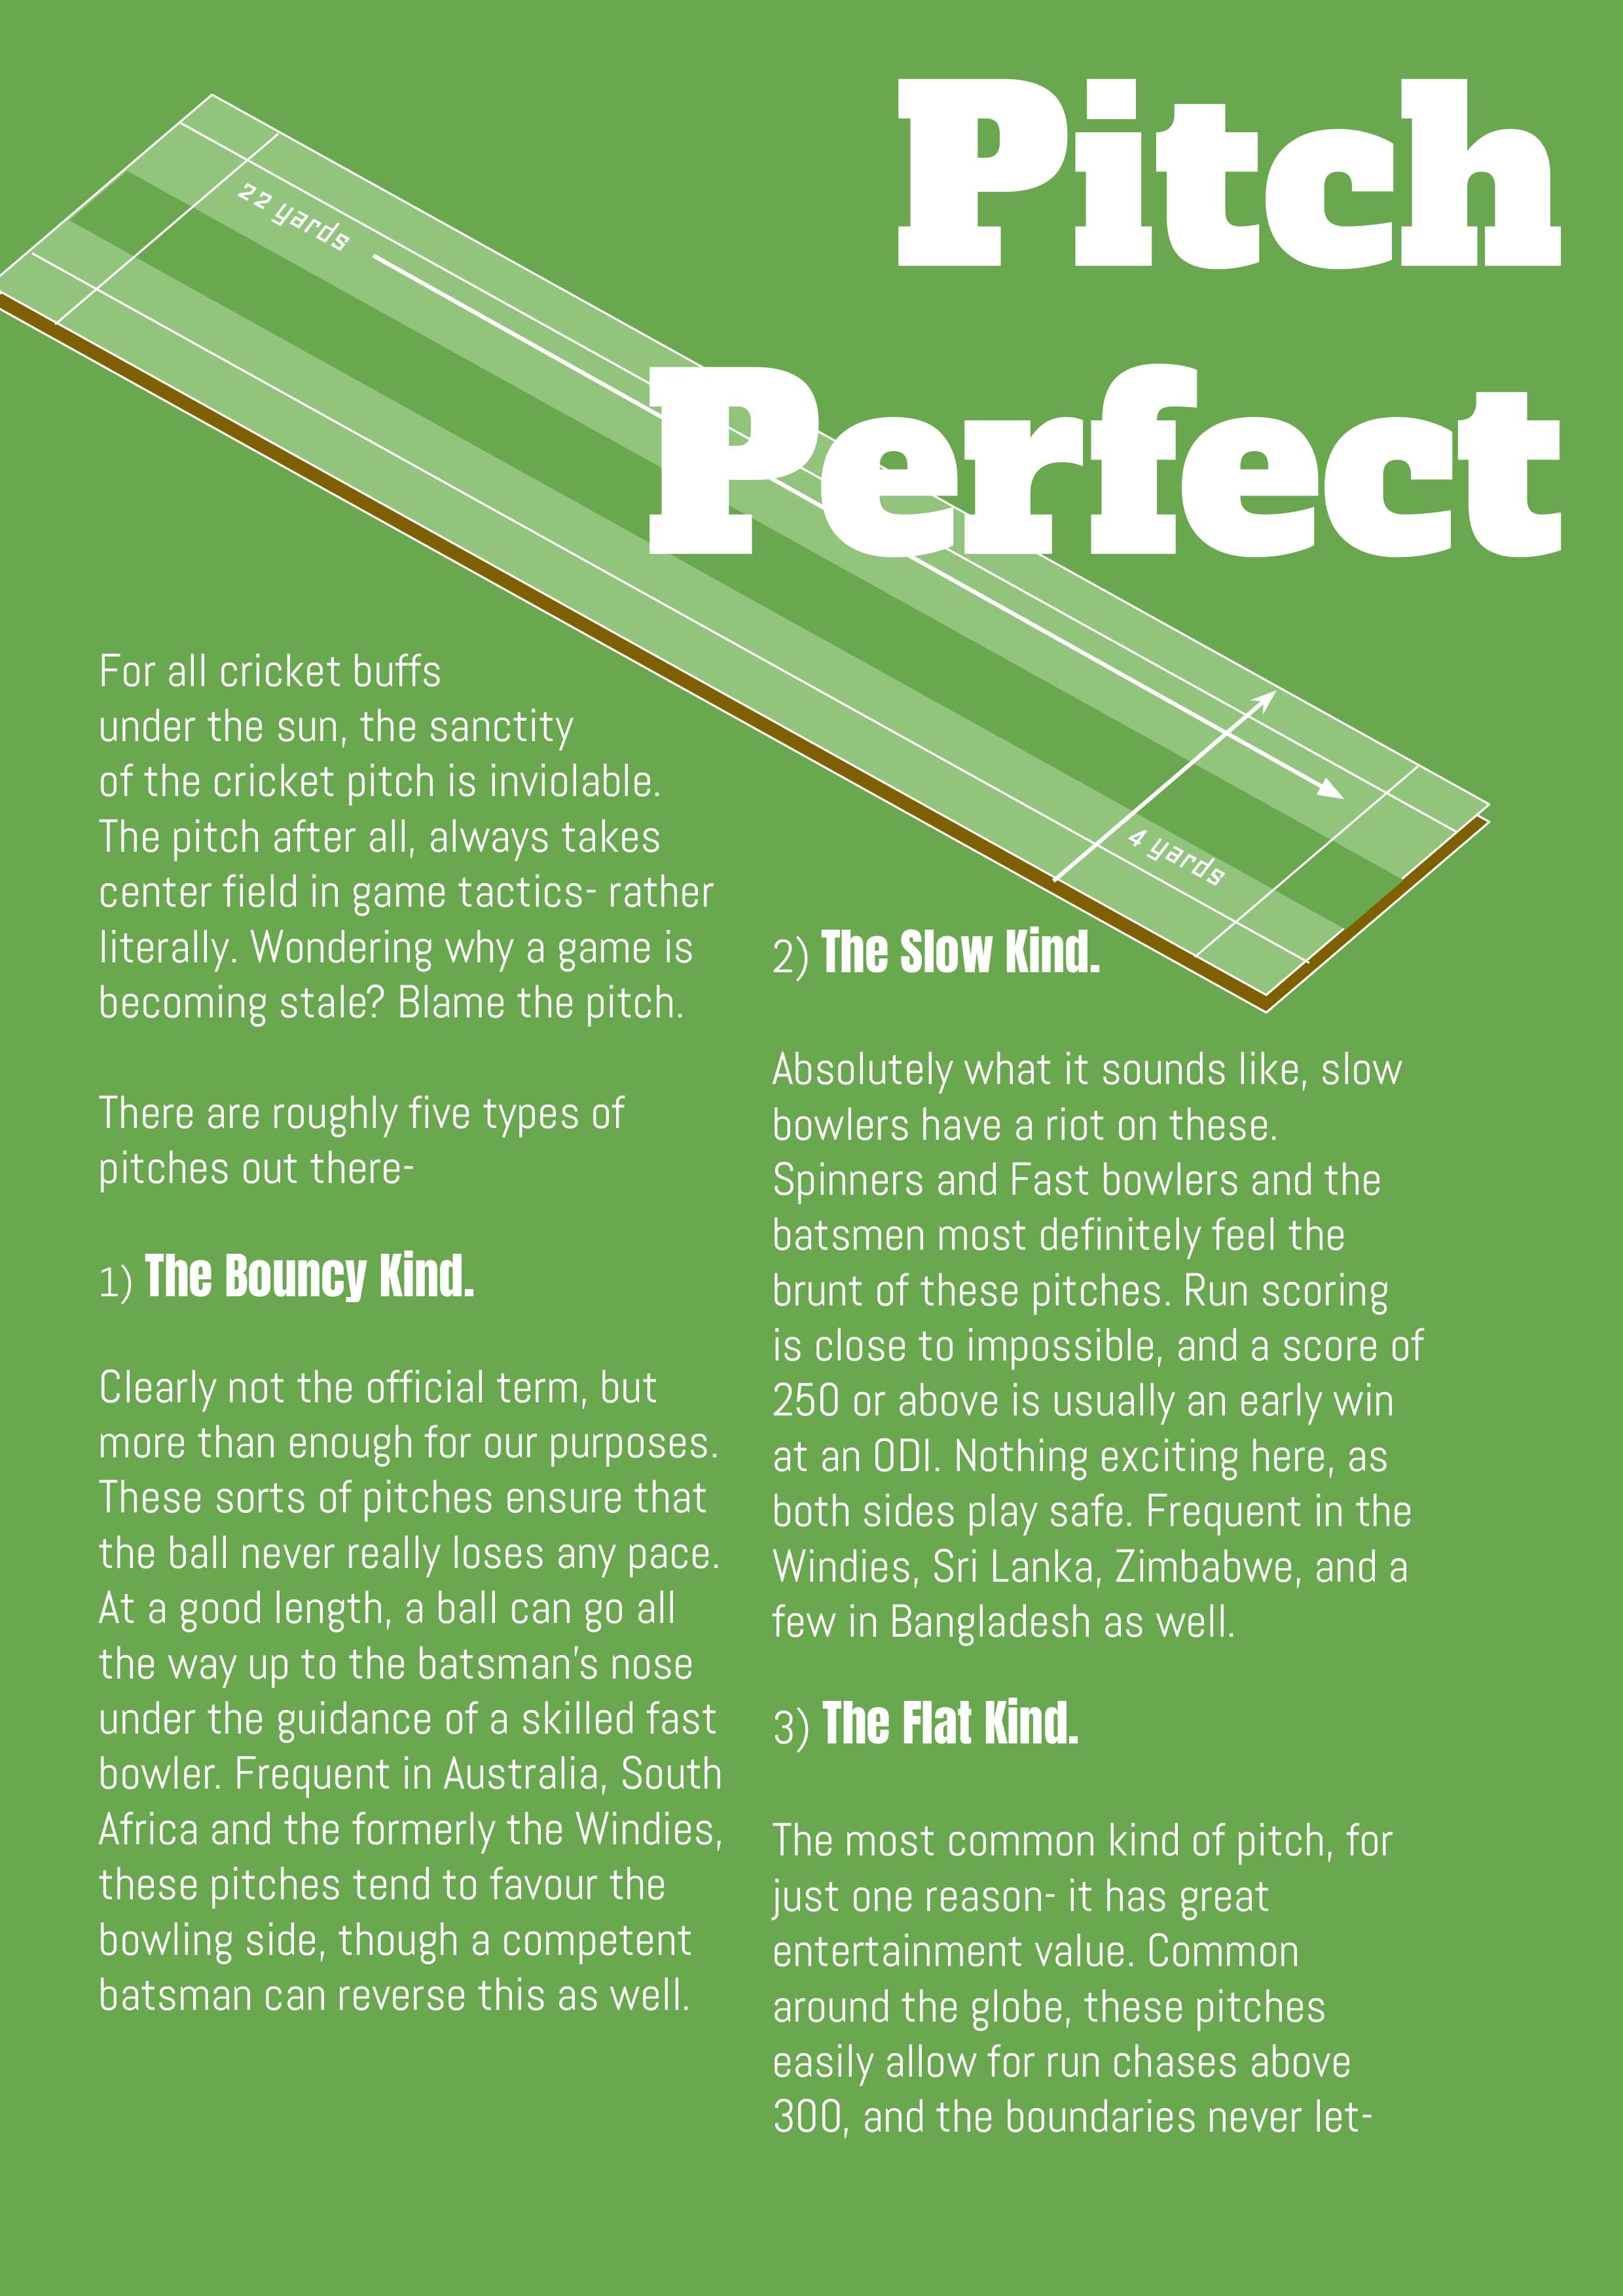 Pitch
Perfect
22 yards
4 yards
For all cricket buffs
under the sun, the sanctity
of the cricket pitch is inviolable.
The pitch after all, always takes
center field in game tactics- rather
literally. Wondering why a game is
becoming stale? Blame the pitch.
There are roughly five types of
pitches out there-
1) The Bouncy Kind.
Clearly not the official term, but
more than enough for our purposes.
These sorts of pitches ensure that
the ball never really loses any pace.
At a good length, a ball can go all
the way up to the batsman's nose
under the guidance of a skilled fast
bowler. Frequent in Australia, South
Africa and the formerly the Windies,
these pitches tend to favour the
bowling side, though a competent
batsman can reverse this as well.
2) The Slow Kind.
Absolutely what it sounds like, slow
bowlers have a riot on these.
Spinners and Fast bowlers and the
batsmen most definitely feel the
brunt of these pitches. Run scoring
is close to impossible, and a score of
250 or above is usually an early win
at an ODI. Nothing exciting here, as
both sides play safe. Frequent in the
Windies, Sri Lanka, Zimbabwe, and a
few in Bangladesh as well.
3) The Flat Kind.
The most common kind of pitch, for
just one reason- it has great
entertainment value. Common
around the globe, these pitches
easily allow for run chases above
300, and the boundaries never let-